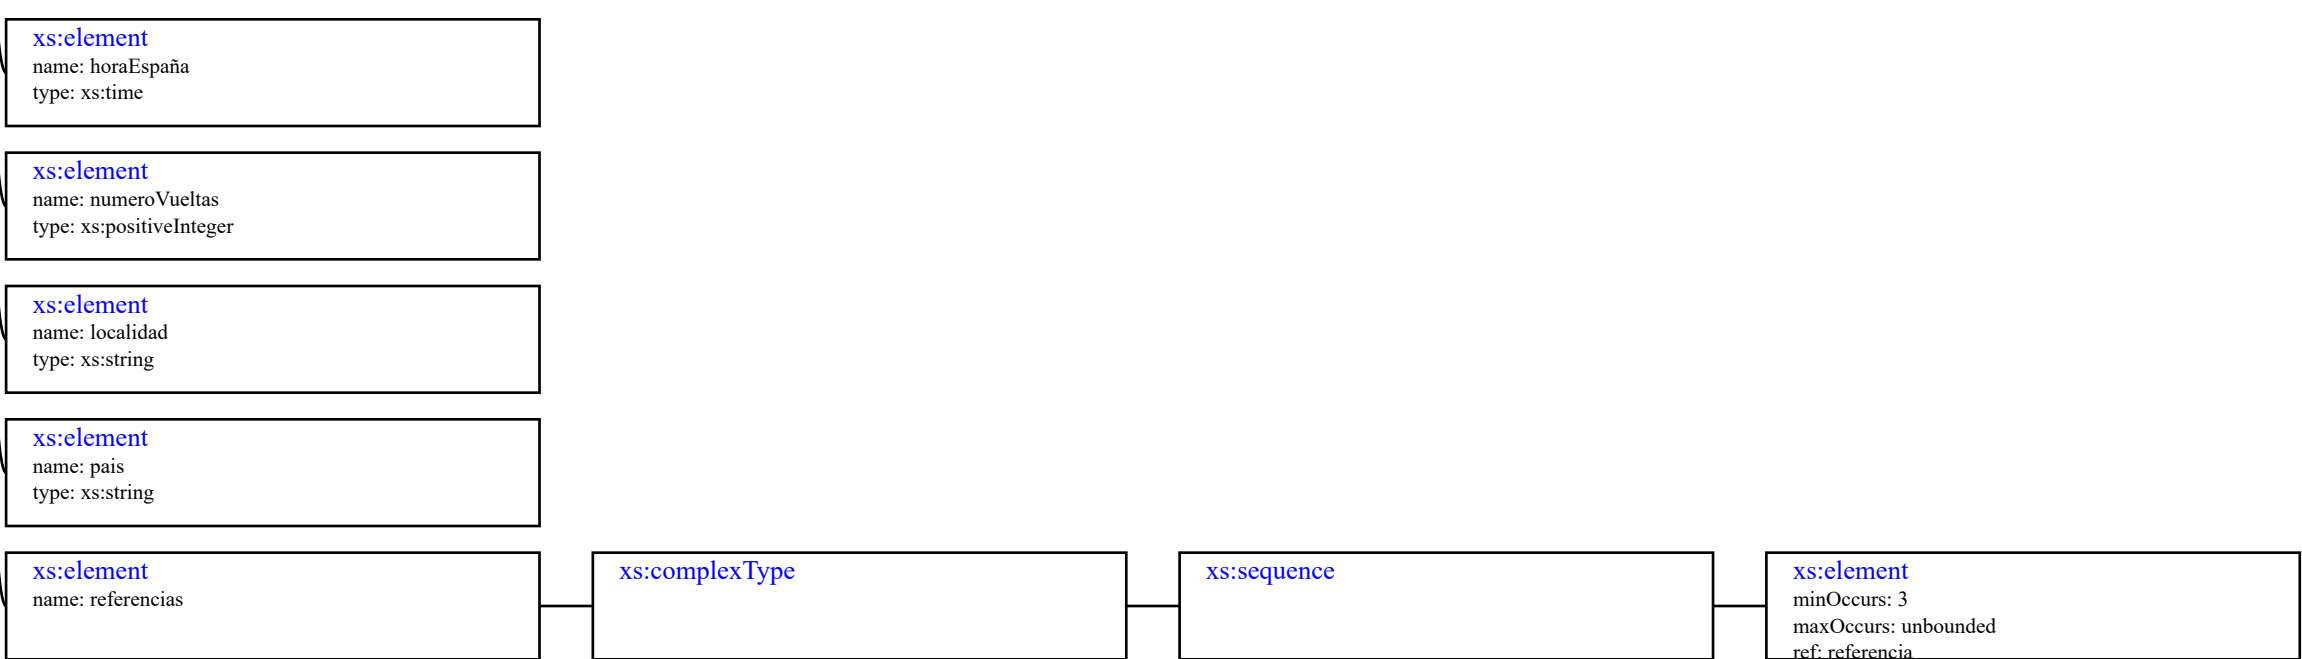 xs:element
name: horaEspaña
type: xs:time
xs:element
name: numeroVueltas
type: xs:positiveInteger
xs:element
name: localidad
type: xs:string
xs:element
name: pais
type: xs:string
xs:element
name: referencias
xs:complexType
xs:sequence
xs:element
minOccurs: 3
maxOccurs: unbounded
ref: referencia